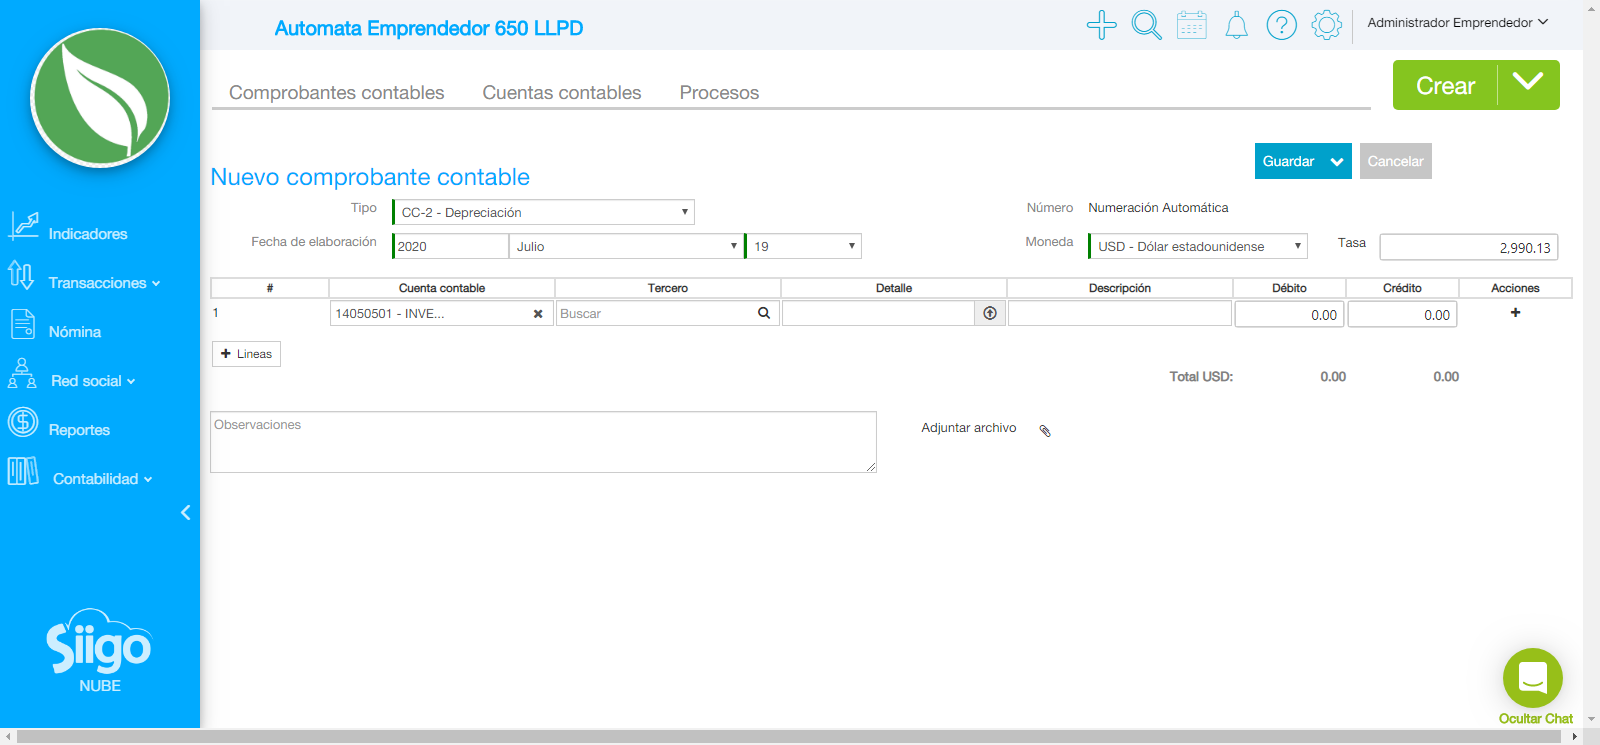 Automata Emprendedor 650 LLPD
Administrador Emprendedor
Comprobantes contables
Cuentas contables
Procesos
Crear
Guardar
Cancelar
Nuevo comprobante contable
Tipo
CC-2 - Depreciación
Número
Numeración Automática
Fecha de elaboración
2020
Julio
19
Moneda
USD - Dólar estadounidense
Tasa
2,990.13
# Cuenta contable Tercero Detalle Descripción Débito Crédito Acciones
1 14050501 - INVE... Buscar 0.00 0.00
Lineas
Total USD: 0.00 0.00
Observaciones
Adjuntar archivo
Indicadores
Transacciones
Nómina
Red social
Reportes
Contabilidad
Siigo
NUBE
Ocultar Chat